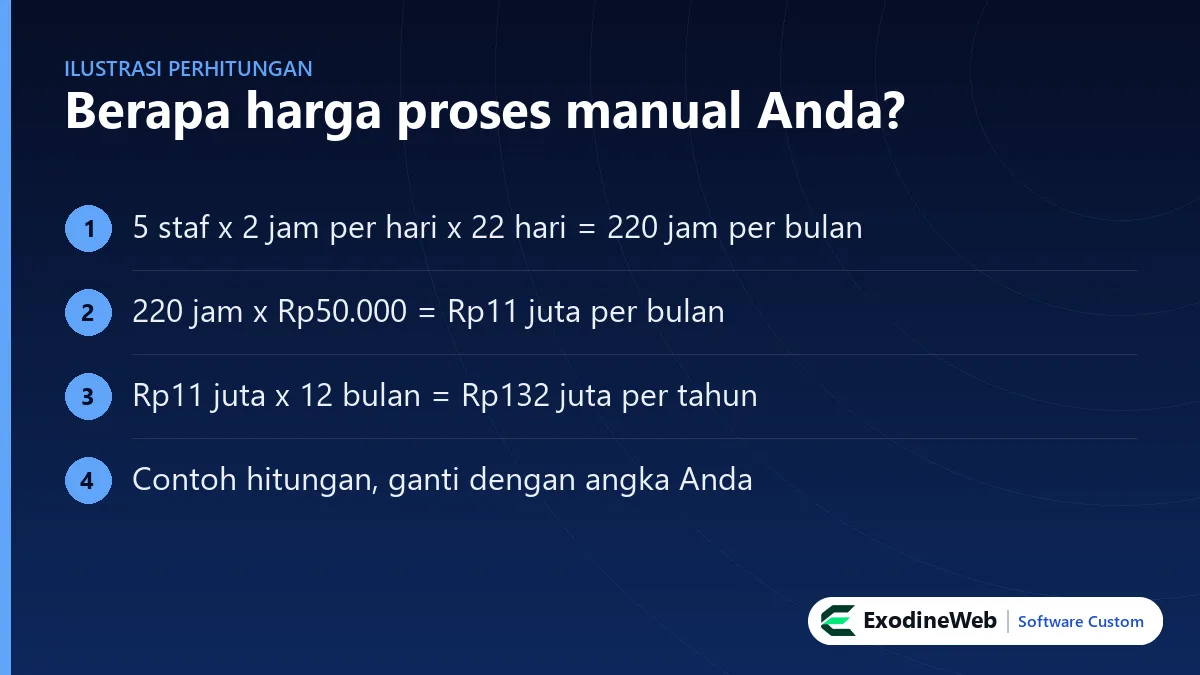 ILUSTRASI PERHITUNGAN
Berapa harga proses manual Anda?
1 5 staf x 2 jam per hari x 22 hari = 220 jam per bulan
2 220 jam x Rp50.000 = Rp11 juta per bulan
3 Rp11 juta x 12 bulan = Rp132 juta per tahun
4 Contoh hitungan, ganti dengan angka Anda
ExodineWeb | Software Custom